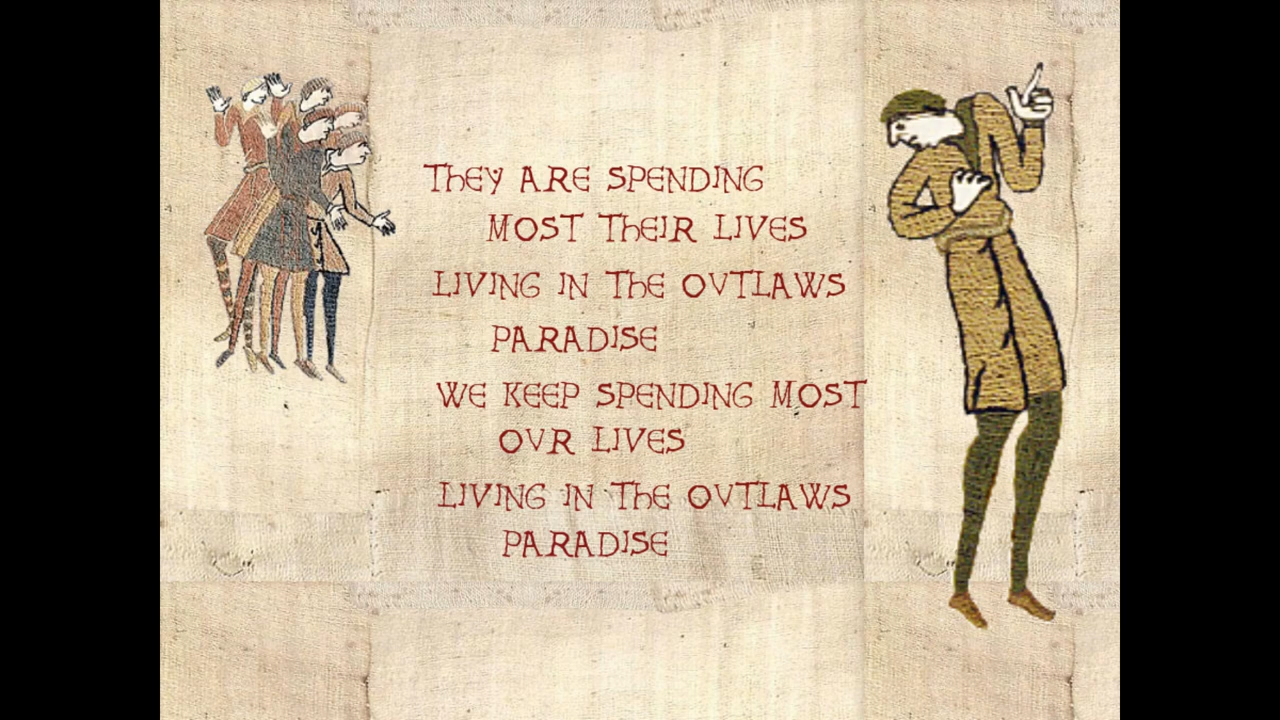 THEY ARE SPENDING
MOST THEIR LIVES
LIVING IN THE OVTLAWS
PARADISE
WE KEEP SPENDING MOST
OVR LIVES
LIVING IN THE OVTLAWS
PARADISE